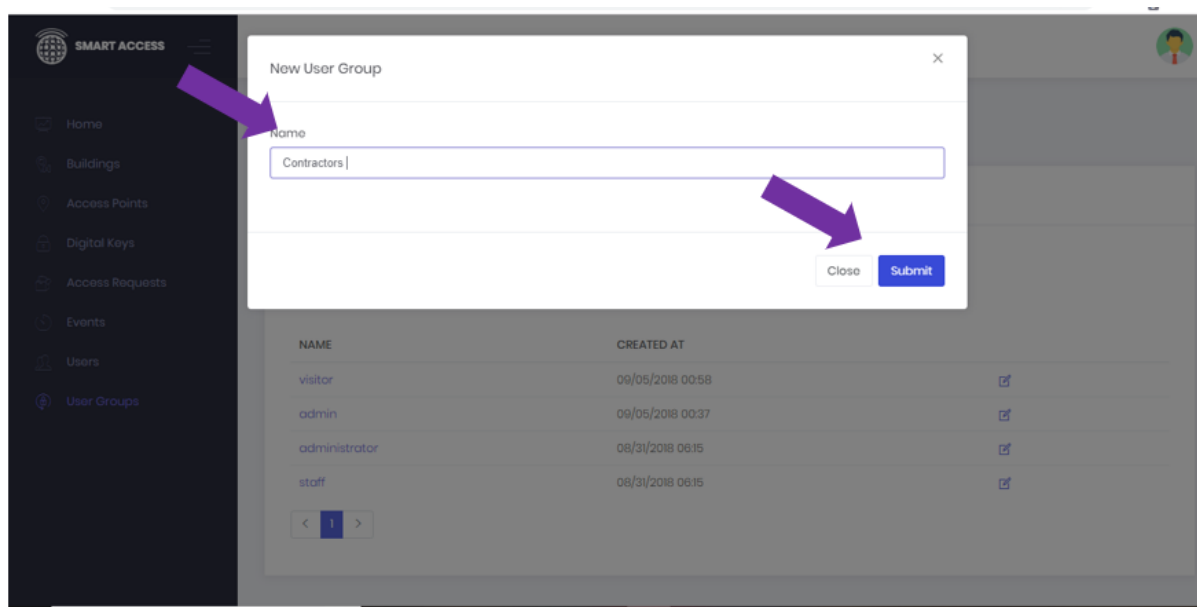 SMART ACCESS
New User Group
×
Name
Contractors
Close
Submit
Home
Buildings
Access Points
Digital Keys
Access Requests
Events
Users
User Groups
NAME CREATED AT
visitor 09/05/2018 00:58
admin 09/05/2018 00:37
administrator 08/31/2018 06:15
staff 08/31/2018 06:15
< 1 >